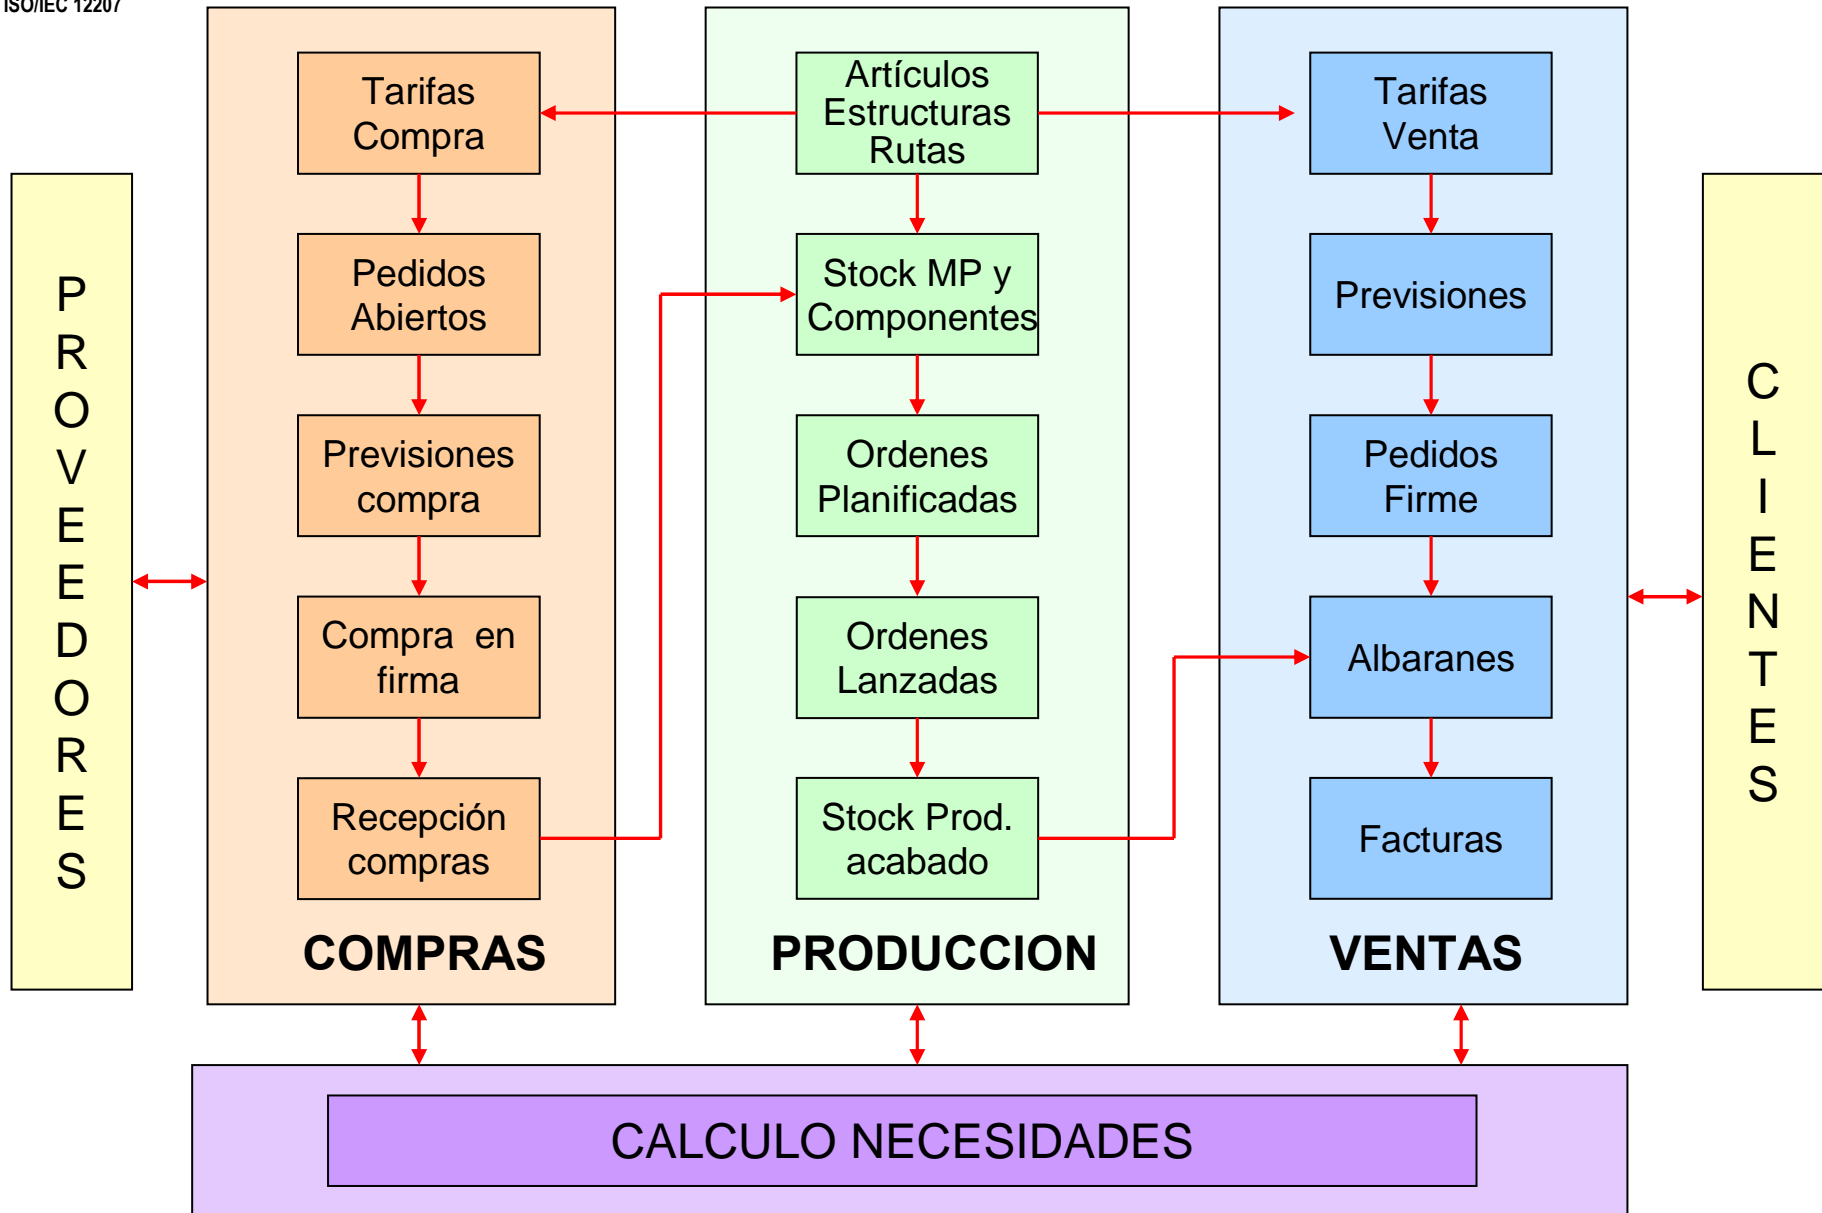 ISO/IEC 12207
PROVEEDORES
Tarifas
Compra
Pedidos
Abiertos
Previsiones
compra
Compra  en
firma
Recepción
compras
COMPRAS
Artículos
Estructuras
Rutas
Stock MP y
Componentes
Ordenes
Planificadas
Ordenes
Lanzadas
Stock Prod.
acabado
PRODUCCION
Tarifas
Venta
Previsiones
Pedidos
Firme
Albaranes
Facturas
VENTAS
CLIENTES
CALCULO NECESIDADES